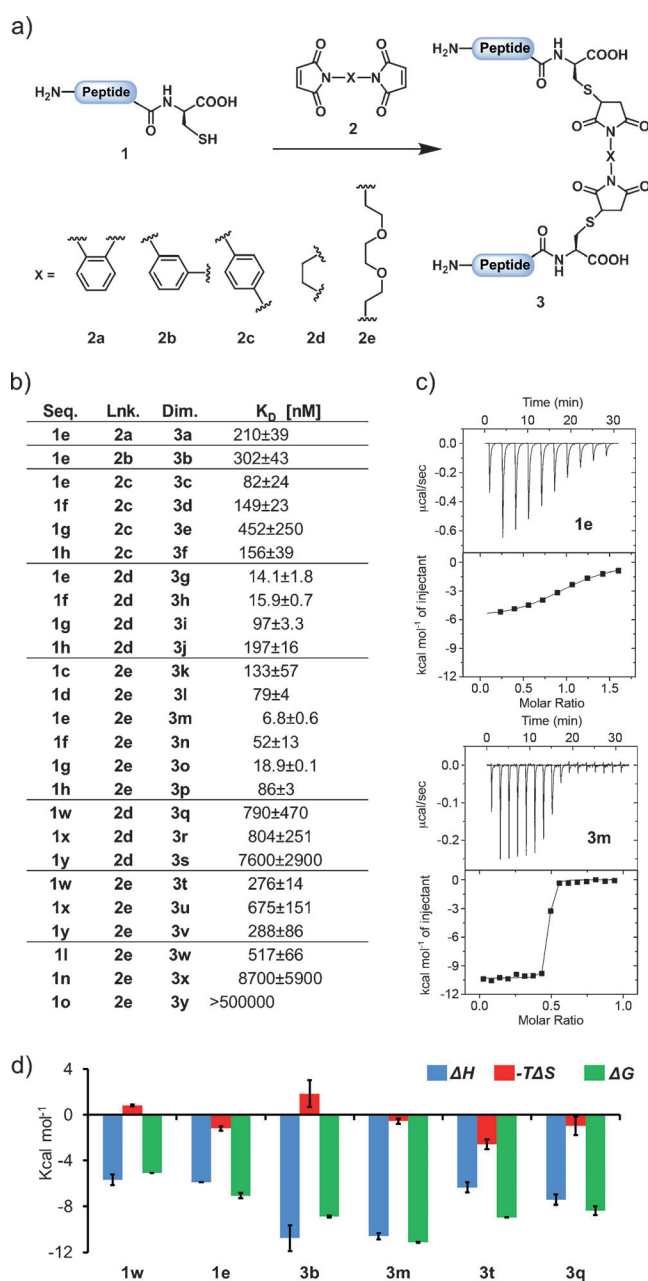 a)
H₂N Peptide O N H COOH SH
1
O N X N O O O
2
H₂N Peptide O N H COOH
S
O N O
X
O N O
S
H₂N Peptide O N H COOH
3
X =
O
O
2a 2b 2c 2d 2e
b)
Seq. Lnk. Dim. K_D [nM]
1e 2a 3a 210±39
1e 2b 3b 302±43
1e 2c 3c 82±24
1f 2c 3d 149±23
1g 2c 3e 452±250
1h 2c 3f 156±39
1e 2d 3g 14.1±1.8
1f 2d 3h 15.9±0.7
1g 2d 3i 97±3.3
1h 2d 3j 197±16
1c 2e 3k 133±57
1d 2e 3l 79±4
1e 2e 3m 6.8±0.6
1f 2e 3n 52±13
1g 2e 3o 18.9±0.1
1h 2e 3p 86±3
1w 2d 3q 790±470
1x 2d 3r 804±251
1y 2d 3s 7600±2900
1w 2e 3t 276±14
1x 2e 3u 675±151
1y 2e 3v 288±86
1l 2e 3w 517±66
1n 2e 3x 8700±5900
1o 2e 3y >500000
c)
Time (min)
0 5 10 15 20 25 30
µcal/sec
0.0
-0.2
-0.4
-0.6
1e
kcal mol⁻¹ of injectant
0
-3
-6
-9
-12
0.0 0.5 1.0 1.5
Molar Ratio
Time (min)
0 5 10 15 20 25 30
µcal/sec
0.0
-0.1
-0.2
3m
kcal mol⁻¹ of injectant
0
-3
-6
-9
-12
0.0 0.5 1.0
Molar Ratio
d)
ΔH -TΔS ΔG
Kcal mol⁻¹
4
0
-4
-8
-12
1w 1e 3b 3m 3t 3q